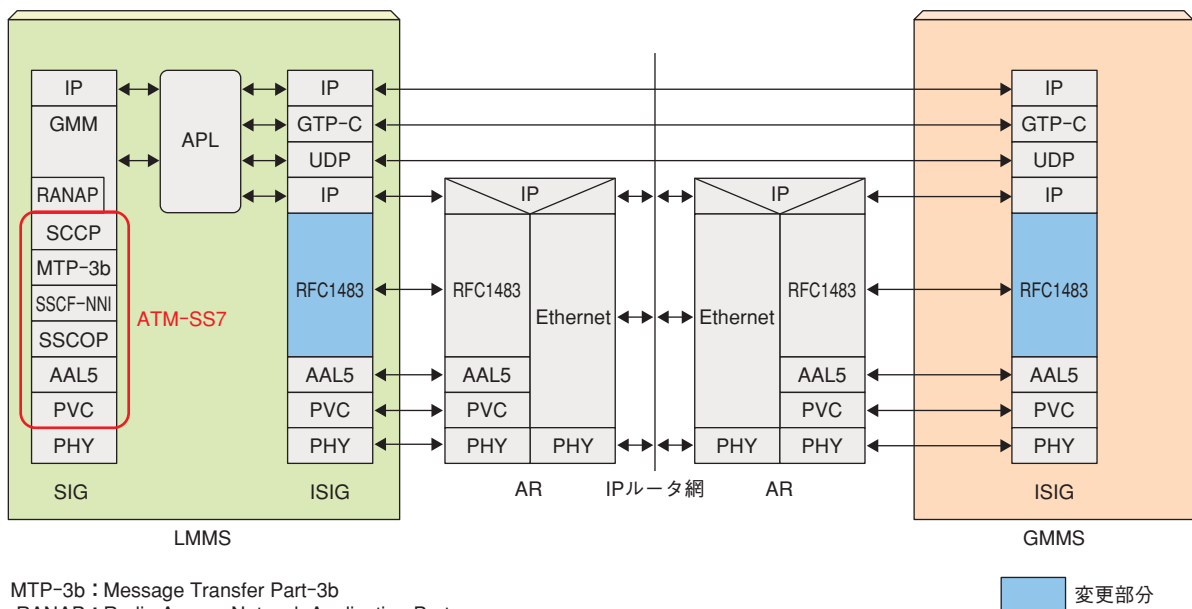 IP
GMM
RANAP
SCCP
MTP-3b
SSCF-NNI
SSCOP
AAL5
PVC
PHY
SIG
ATM-SS7
APL
IP
GTP-C
UDP
IP
RFC1483
AAL5
PVC
PHY
ISIG
LMMS
IP
RFC1483
Ethernet
AAL5
PVC
PHY
PHY
AR
IPルータ網
IP
Ethernet
RFC1483
AAL5
PVC
PHY
PHY
AR
IP
GTP-C
UDP
IP
RFC1483
AAL5
PVC
PHY
ISIG
GMMS
MTP-3b：Message Transfer Part-3b
変更部分